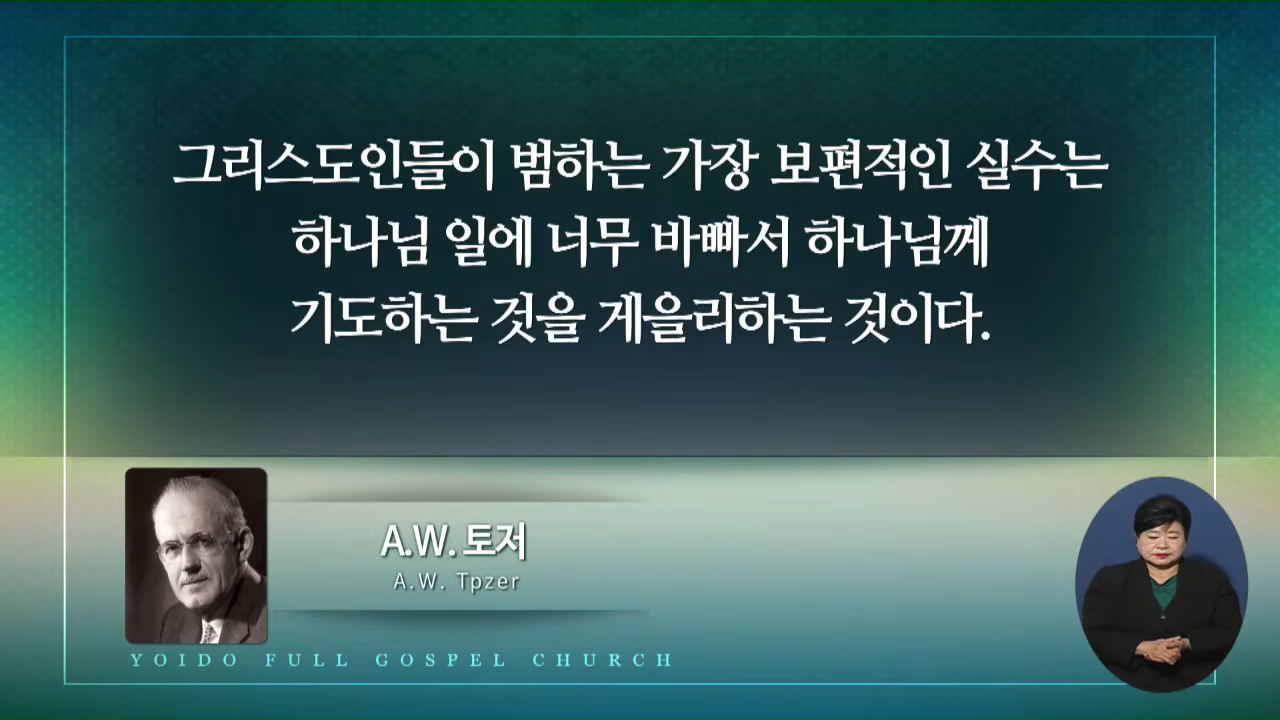 그리스도인들이 범하는 가장 보편적인 실수는
하나님 일에 너무 바빠서 하나님께
기도하는 것을 게을리하는 것이다.
A.W. 토저
A.W. Tpzer
YOIDO FULL GOSPEL CHURCH